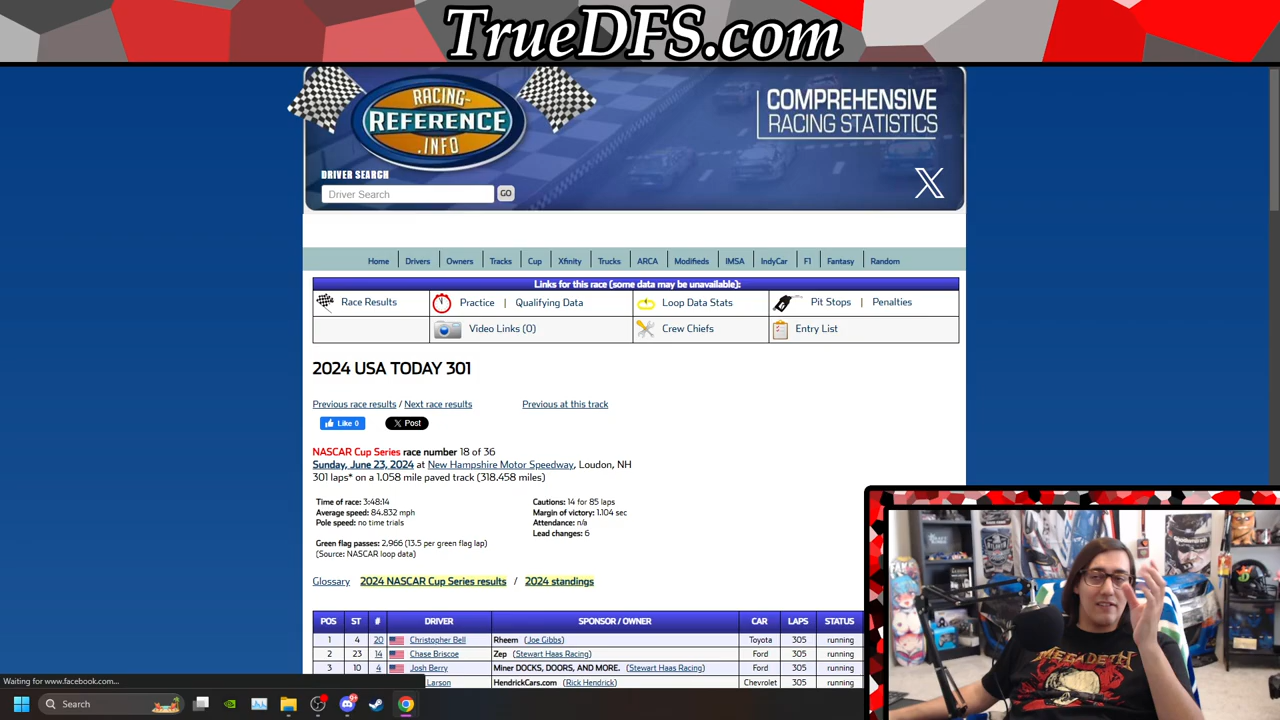 TrueDFS.com
RACING-
REFERENCE
.INFO
COMPREHENSIVE
RACING STATISTICS
DRIVER SEARCH
Driver Search GO
Home Drivers Owners Tracks Cup Xfinity Trucks ARCA Modifieds IMSA IndyCar F1 Fantasy Random
Links for this race (some data may be unavailable):
Race Results Practice | Qualifying Data Loop Data Stats Pit Stops | Penalties
Video Links (0) Crew Chiefs Entry List
2024 USA TODAY 301
Previous race results / Next race results Previous at this track
Like 0 X Post
NASCAR Cup Series race number 18 of 36
Sunday, June 23, 2024 at New Hampshire Motor Speedway, Loudon, NH
301 laps* on a 1.058 mile paved track (318.458 miles)
Time of race: 3:48:14 Cautions: 14 for 85 laps
Average speed: 84.832 mph Margin of victory: 1.104 sec
Pole speed: no time trials Attendance: n/a
Lead changes: 6
Green flag passes: 2,966 (13.5 per green flag lap)
(Source: NASCAR loop data)
Glossary 2024 NASCAR Cup Series results / 2024 standings
POS ST # DRIVER SPONSOR / OWNER CAR LAPS STATUS
1 4 20 Christopher Bell Rheem (Joe Gibbs) Toyota 305 running
2 23 14 Chase Briscoe Zep (Stewart Haas Racing) Ford 305 running
3 10 4 Josh Berry Miner DOCKS, DOORS, AND MORE. (Stewart Haas Racing) Ford 305 running
Larson HendrickCars.com (Rick Hendrick) Chevrolet 305 running
Waiting for www.facebook.com...
Search
MEGADETH